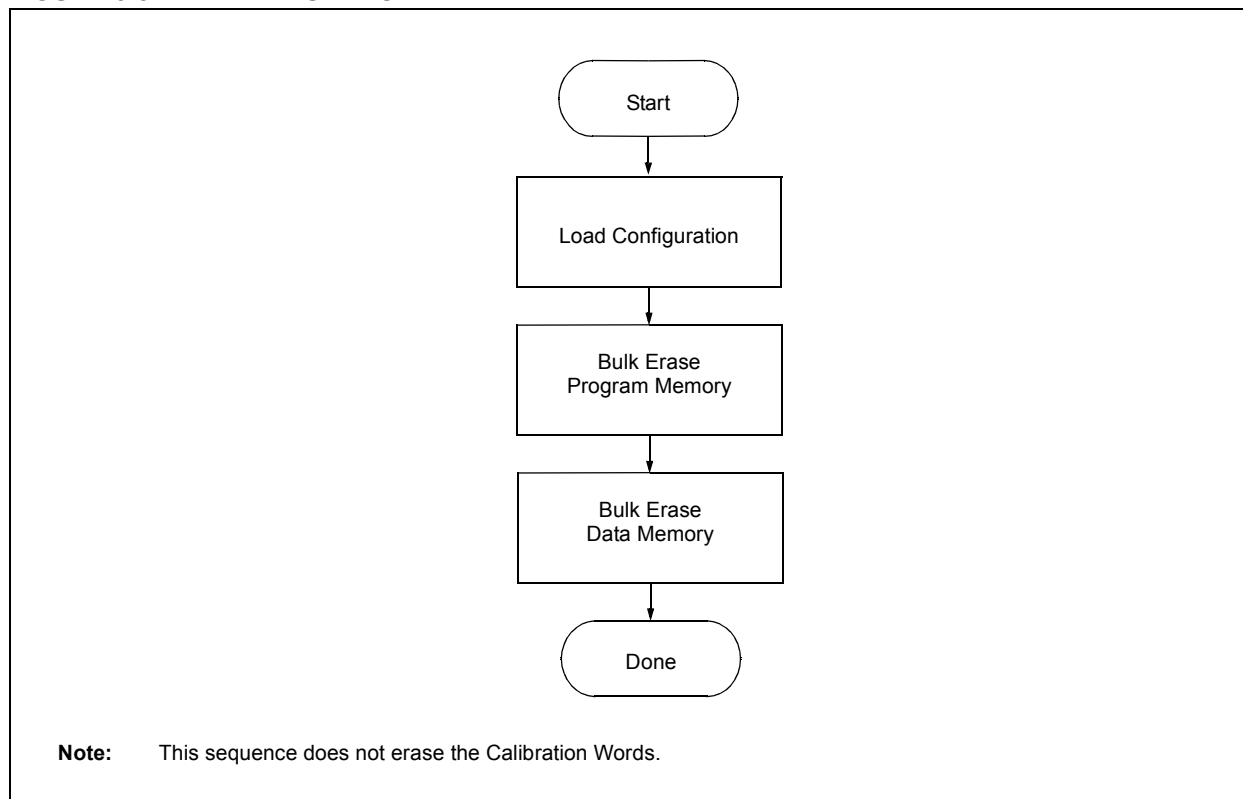 Start
Load Configuration
Bulk Erase
Program Memory
Bulk Erase
Data Memory
Done
Note: This sequence does not erase the Calibration Words.